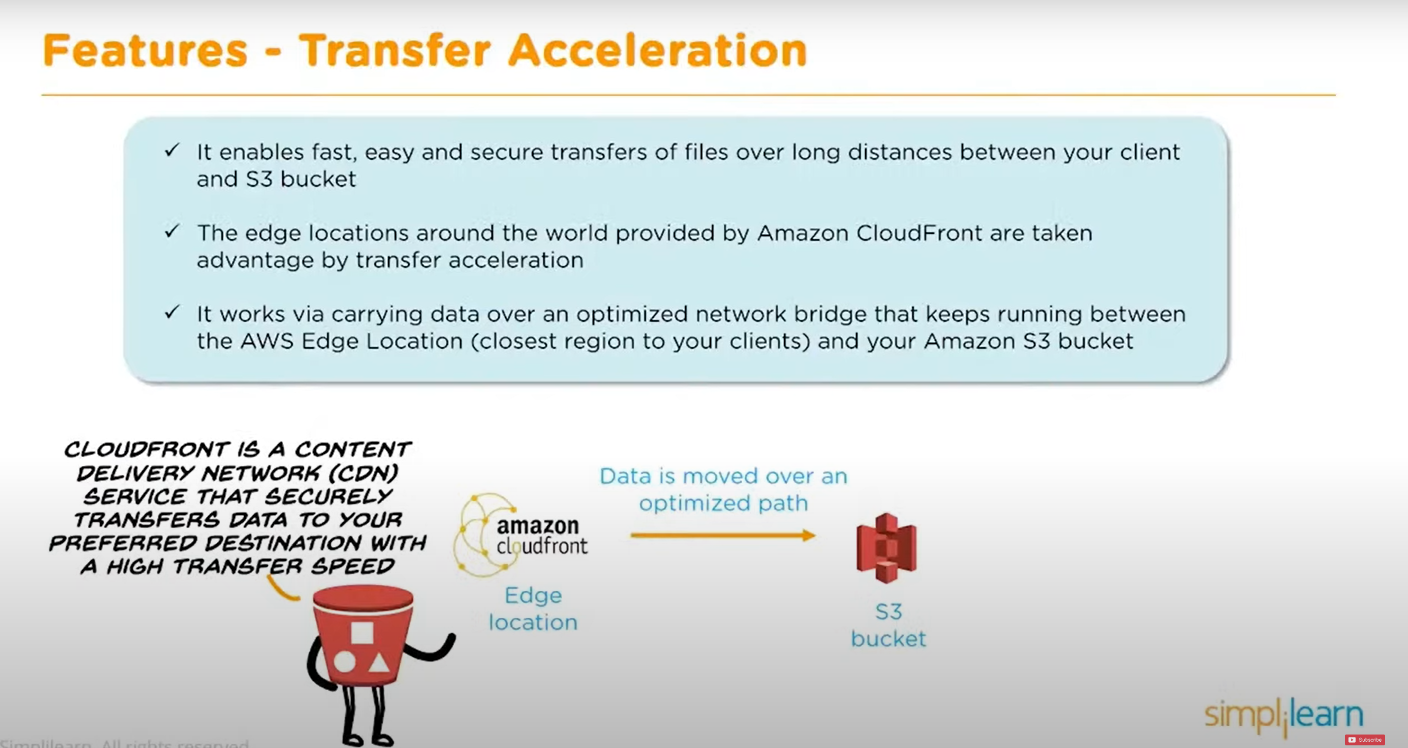 Features - Transfer Acceleration
✓ It enables fast, easy and secure transfers of files over long distances between your client
and S3 bucket
✓ The edge locations around the world provided by Amazon CloudFront are taken
advantage by transfer acceleration
✓ It works via carrying data over an optimized network bridge that keeps running between
the AWS Edge Location (closest region to your clients) and your Amazon S3 bucket
CLOUDFRONT IS A CONTENT
DELIVERY NETWORK (CDN)
SERVICE THAT SECURELY
TRANSFERS DATA TO YOUR
PREFERRED DESTINATION WITH
A HIGH TRANSFER SPEED
amazon
cloudfront
Edge
location
Data is moved over an
optimized path
S3
bucket
simplilearn
Subscribe
Simplilearn. All rights reserved